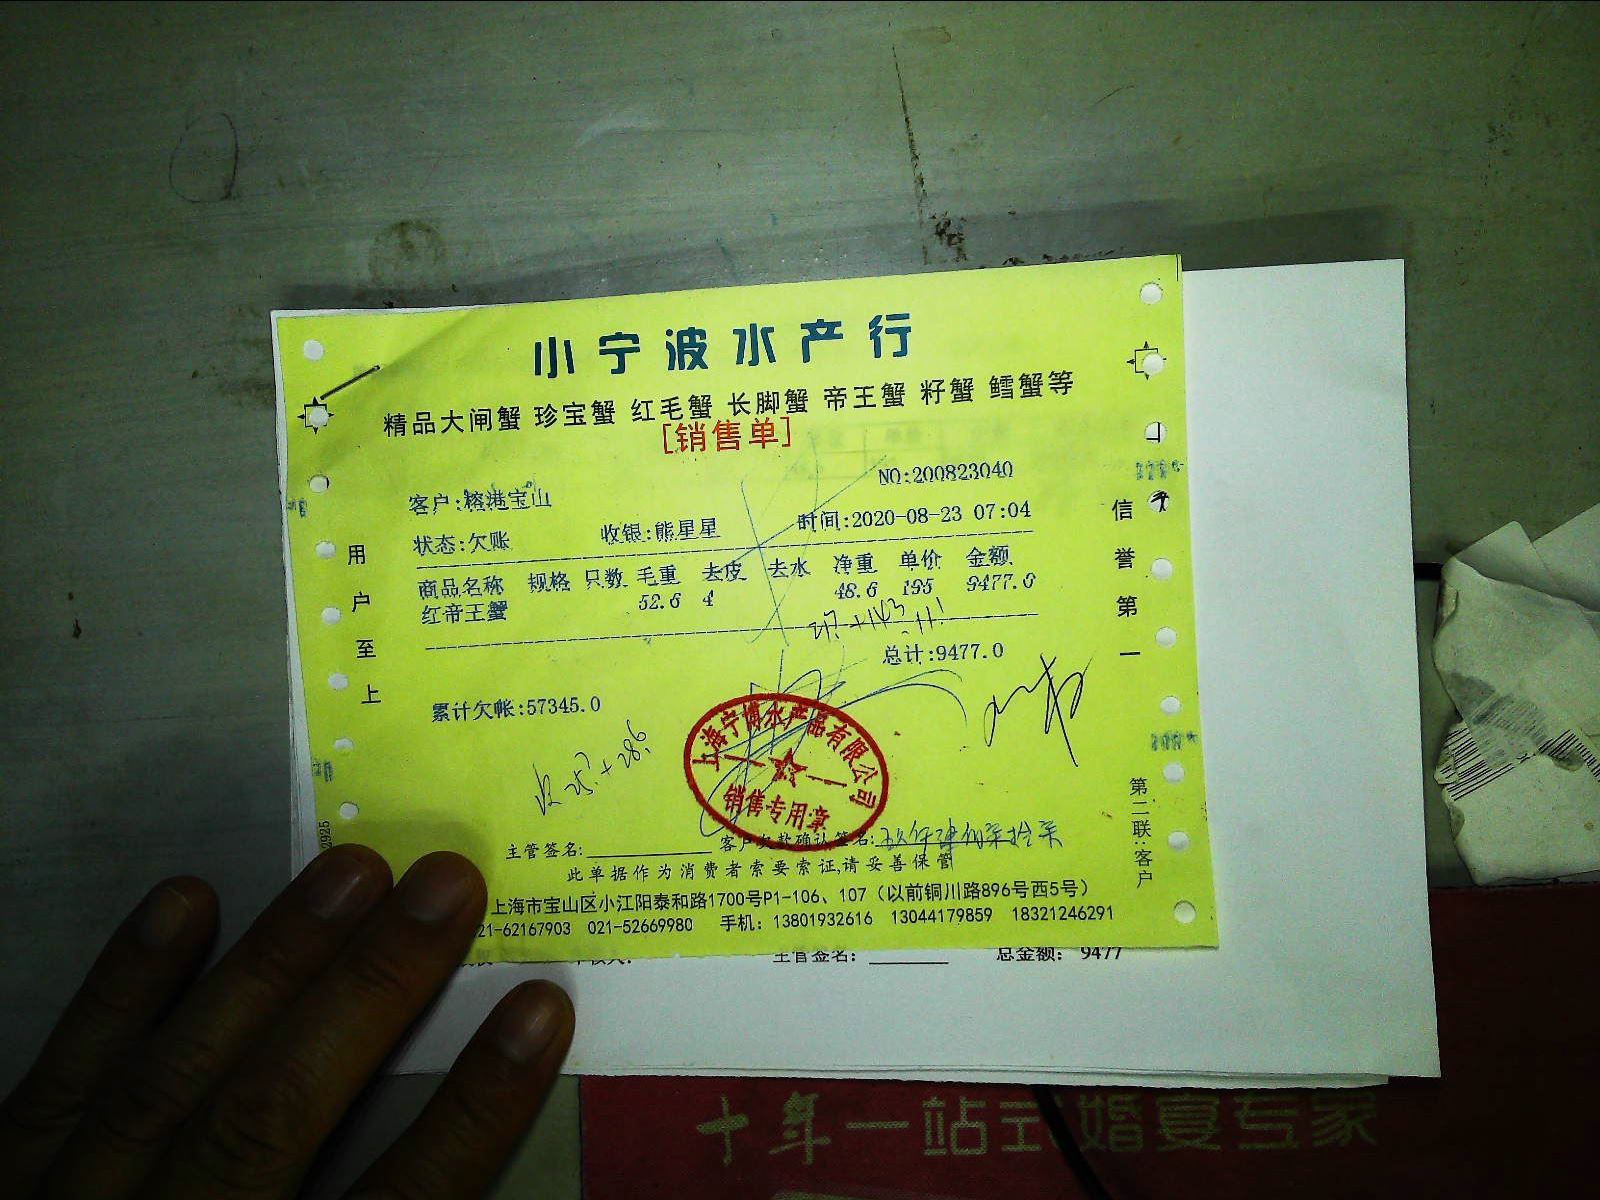 小宁波水产行
精品大闸蟹 珍宝蟹 红毛蟹 长脚蟹 帝王蟹 籽蟹 鳕蟹等
[销售单]
NO:200823040
客户:榕港宝山
状态:欠账 收银:熊星星 时间:2020-08-23 07:04
商品名称 规格 只数 毛重 去皮 去水 净重 单价 金额
红帝王蟹 52.6 4 48.6 195 9477.0
总计:9477.0
累计欠帐:57345.0
用户至上
信誉第一
上海宁博水产品有限公司
销售专用章
主管签名: 客户欠款确认签名:
此单据作为消费者索要索证,请妥善保管
第二联:客户
上海市宝山区小江阳泰和路1700号P1-106、107（以前铜川路896号西5号）
21-62167903 021-52669980 手机：13801932616 13044179859 18321246291
主管签名: 总金额: 9477
十年一站式婚宴专家